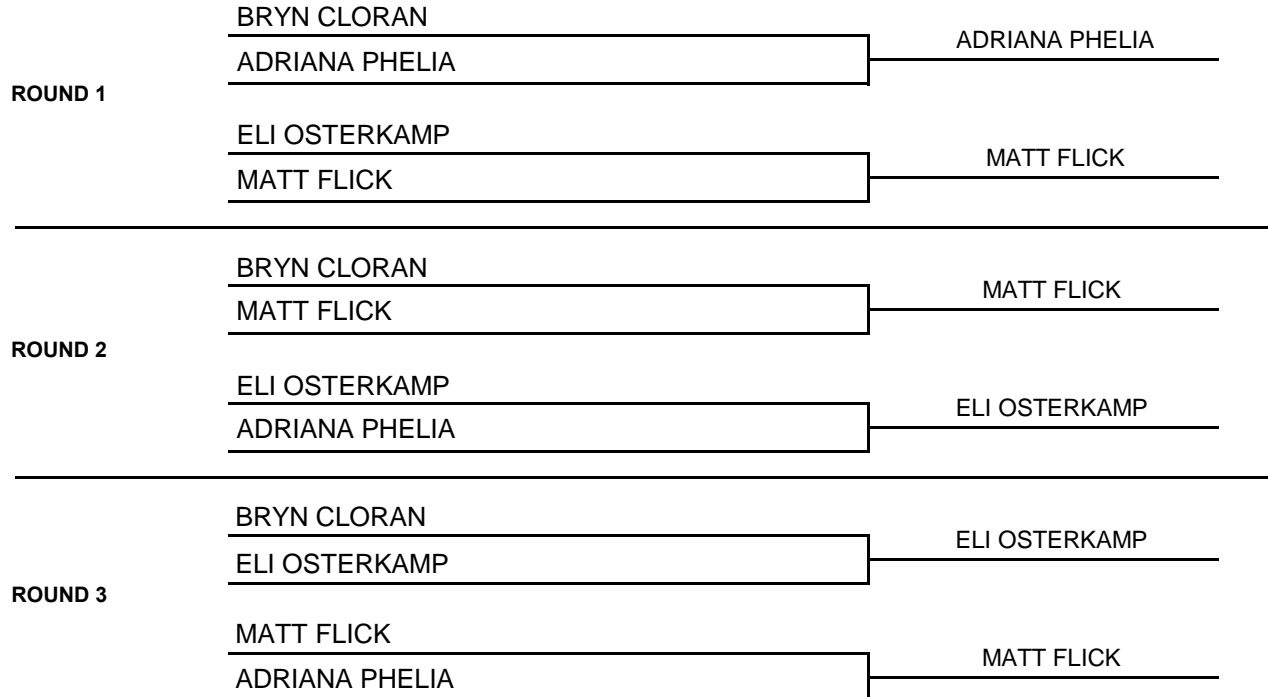 BRYN CLORAN
ADRIANA PHELIA
ADRIANA PHELIA
ROUND 1
ELI OSTERKAMP
MATT FLICK
MATT FLICK
BRYN CLORAN
MATT FLICK
MATT FLICK
ROUND 2
ELI OSTERKAMP
ELI OSTERKAMP
ADRIANA PHELIA
BRYN CLORAN
ELI OSTERKAMP
ELI OSTERKAMP
ROUND 3
MATT FLICK
MATT FLICK
ADRIANA PHELIA